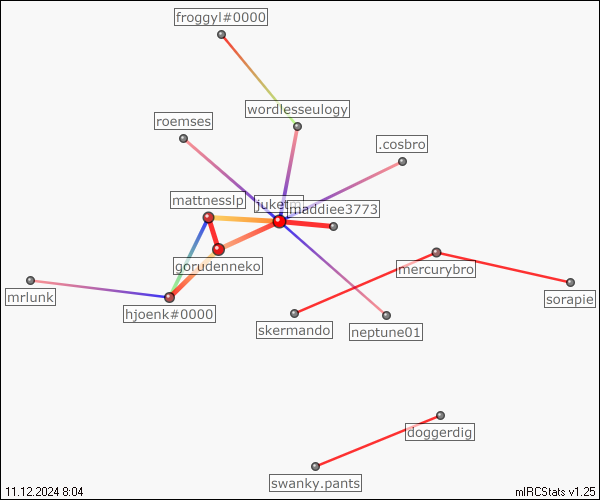 froggyl#0000
wordlesseulogy
roemses
.cosbro
mattnesslp
maddiee3773
gorudenneko
mercurybro
mrlunk
sorapie
hjoenk#0000
skermando
neptune01
doggerdig
swanky.pants
11.12.2024 8:04
mIRCStats v1.25